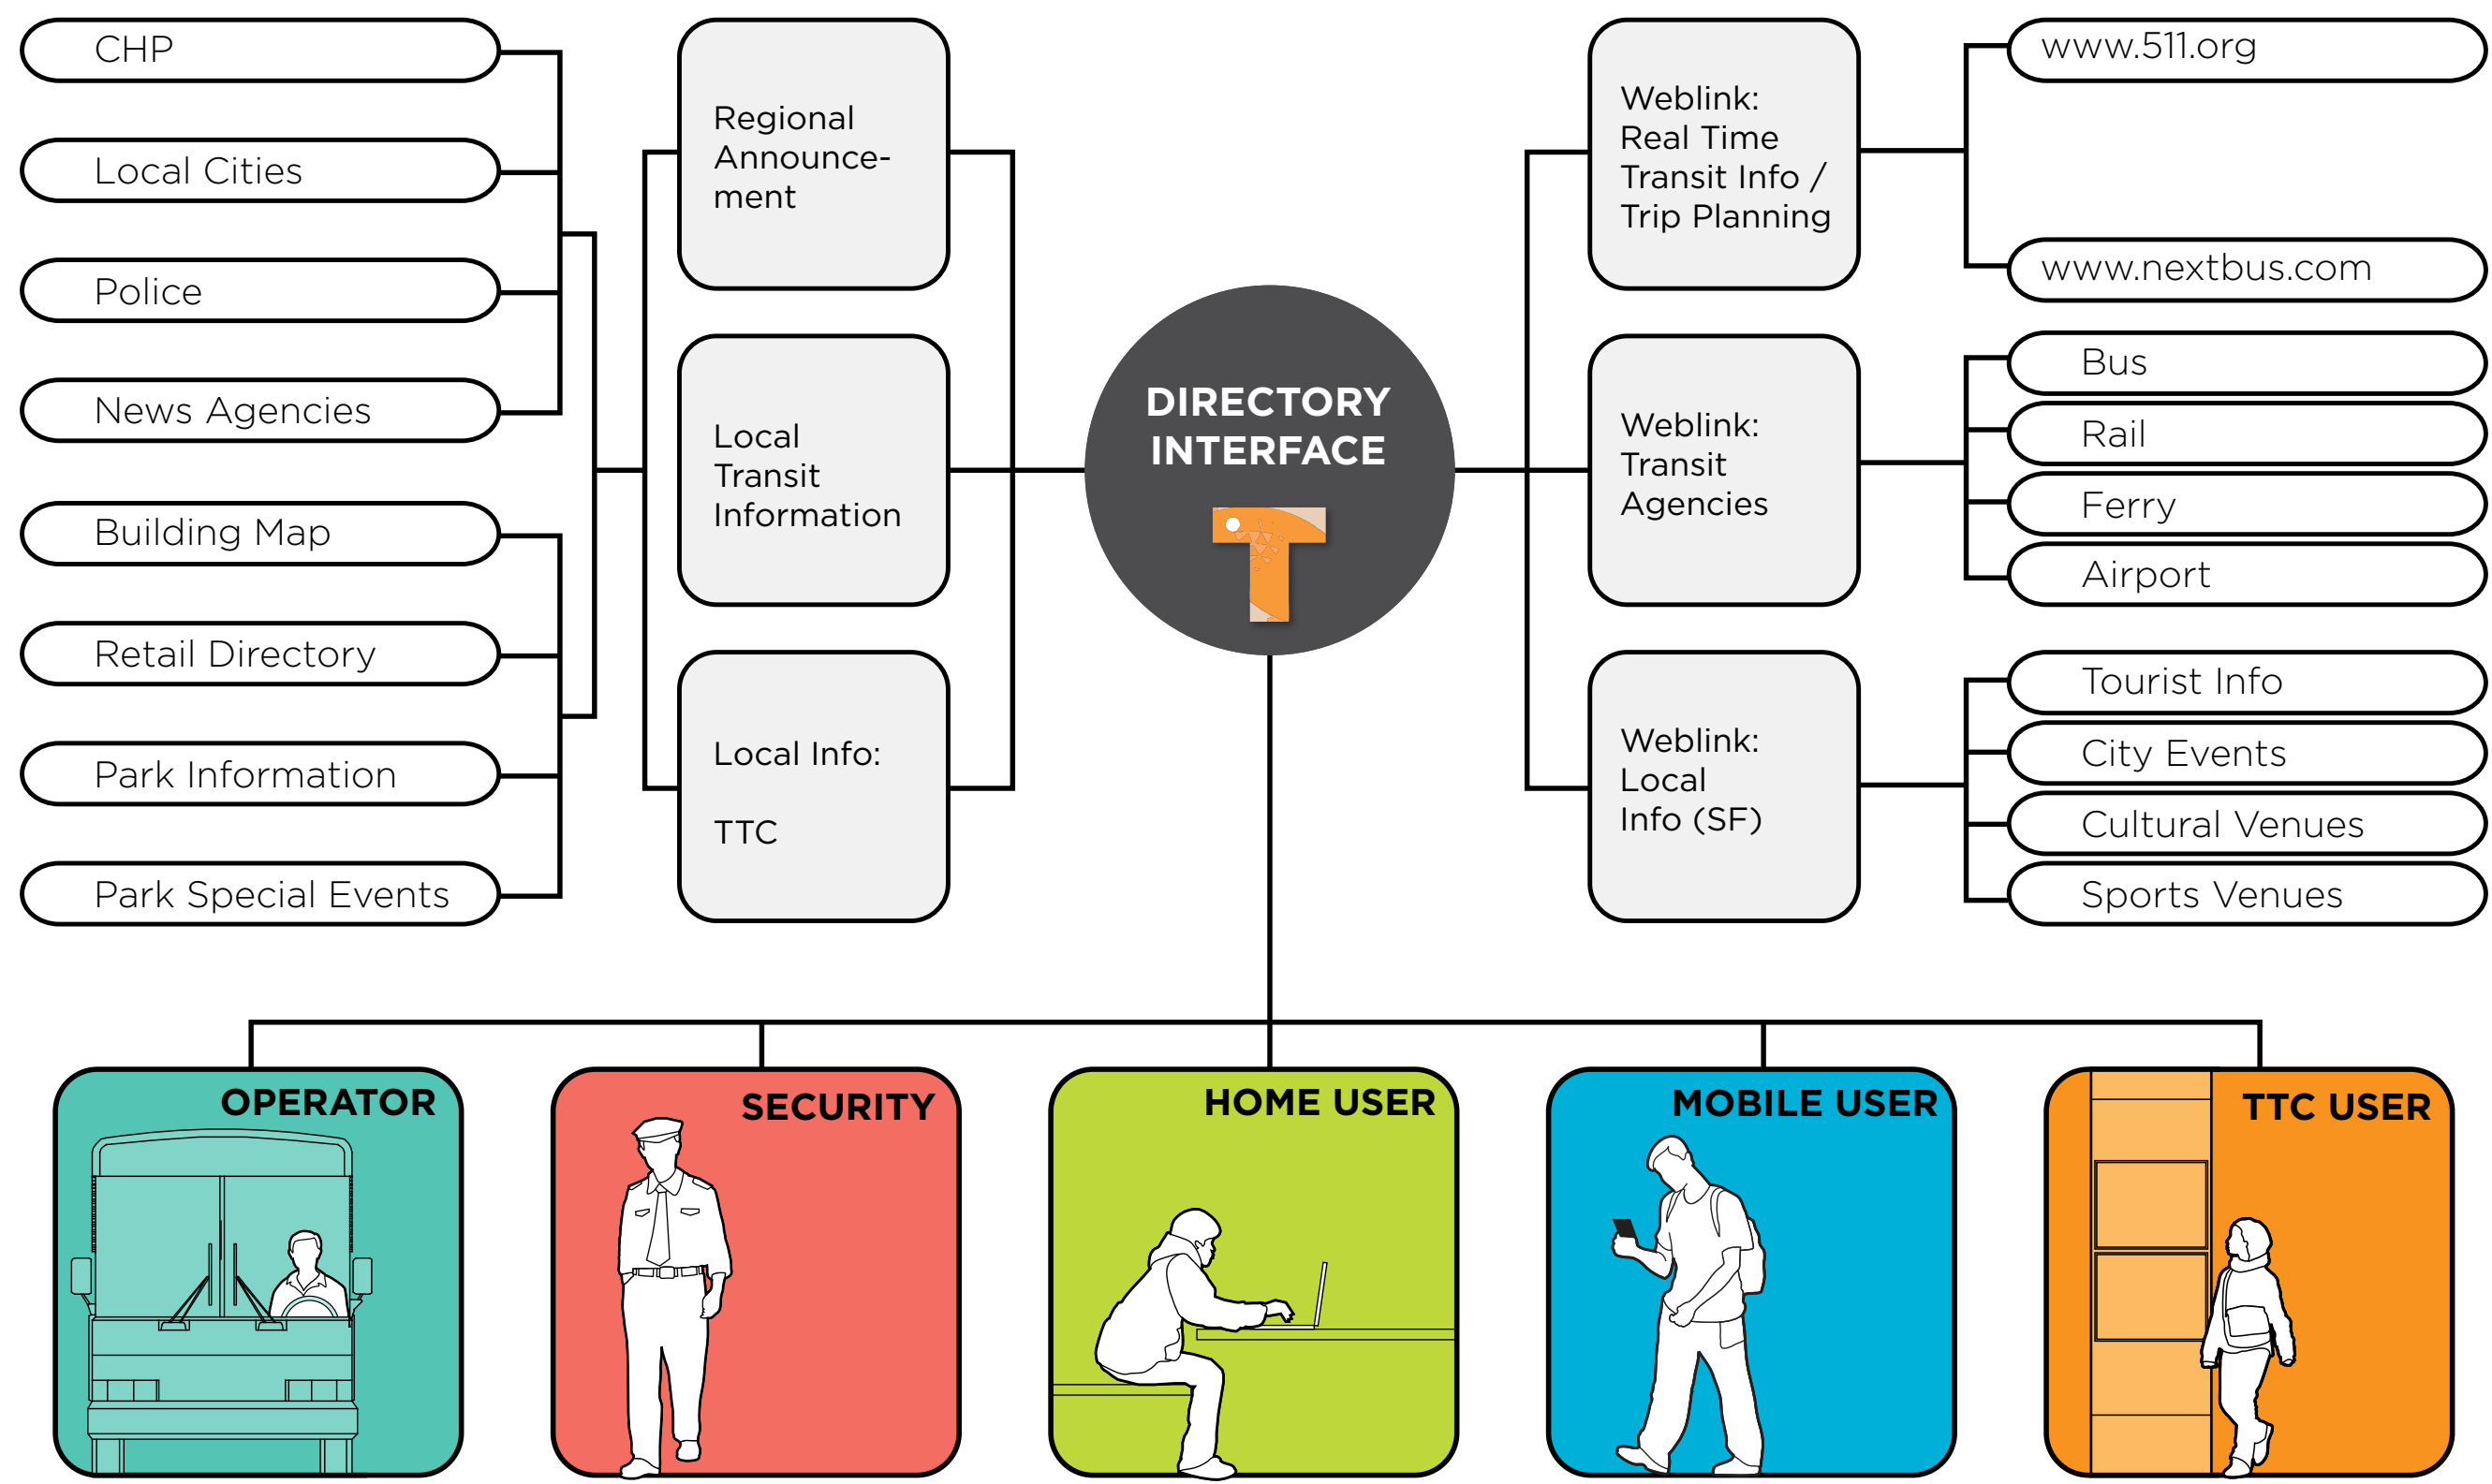 CHP
Local Cities
Police
News Agencies
Building Map
Retail Directory
Park Information
Park Special Events
Regional
Announce-
ment
Local
Transit
Information
Local Info:
TTC
DIRECTORY
INTERFACE
T
Weblink:
Real Time
Transit Info /
Trip Planning
Weblink:
Transit
Agencies
Weblink:
Local
Info (SF)
www.511.org
www.nextbus.com
Bus
Rail
Ferry
Airport
Tourist Info
City Events
Cultural Venues
Sports Venues
OPERATOR
SECURITY
HOME USER
MOBILE USER
TTC USER